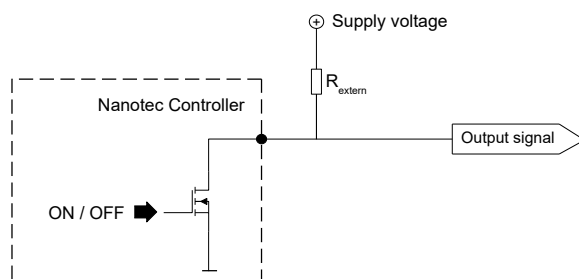 Supply voltage
R extern
Nanotec Controller
Output signal
ON / OFF